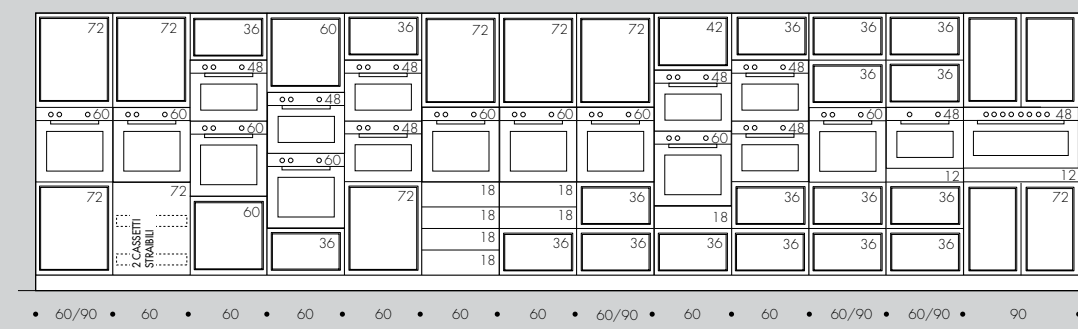 72 72 36 60 36 72 72 72 42 36 36 36
48 48 48 48 36 36
60 60 48 60 60 60 60 48
60 60 48 60 48
72 72 60 72 18 18 36 18 36 36 12 36 12 72
18 18
2 CASSETTI
STRAIBILI
36 18 36 36 36 36 36 36
18
60/90 60 60 60 60 60 60 60/90 60 60 60/90 60/90 90